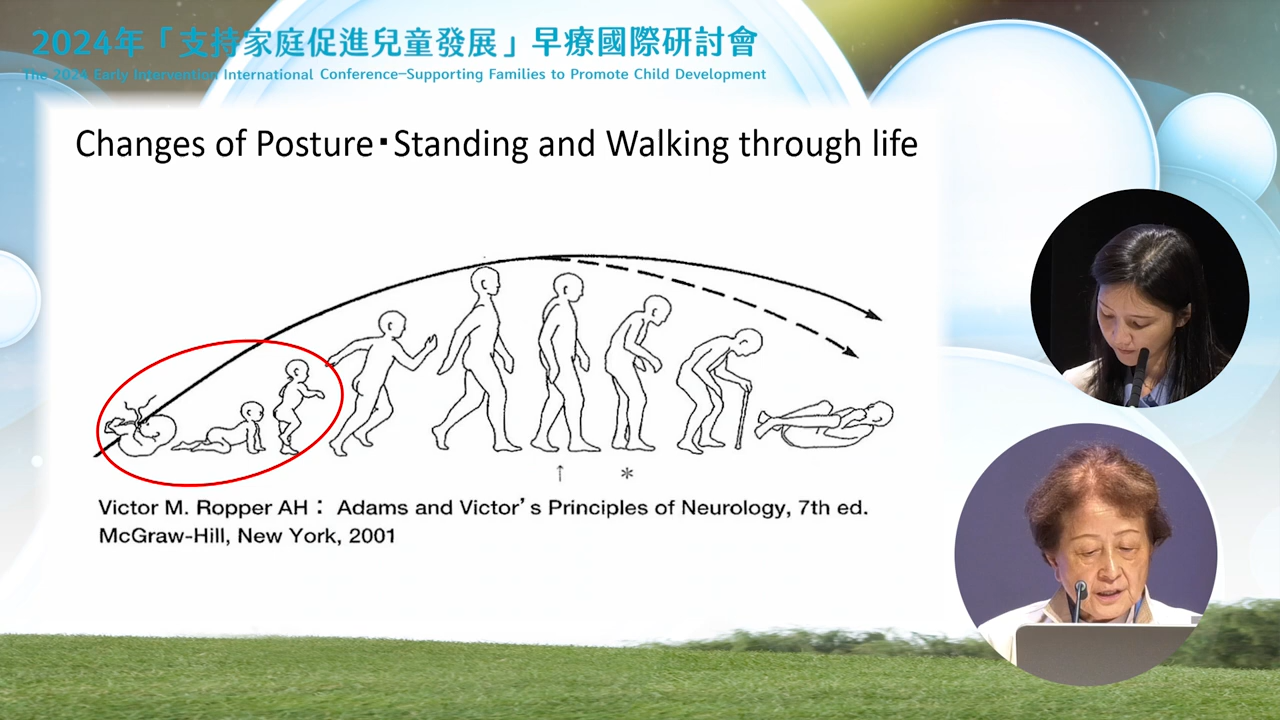 2024年「支持家庭促進兒童發展」早療國際研討會
The 2024 Early Intervention International Conference-Supporting Families to Promote Child Development
Changes of Posture・Standing and Walking through life
↑ *
Victor M. Ropper AH： Adams and Victor's Principles of Neurology, 7th ed.
McGraw-Hill, New York, 2001